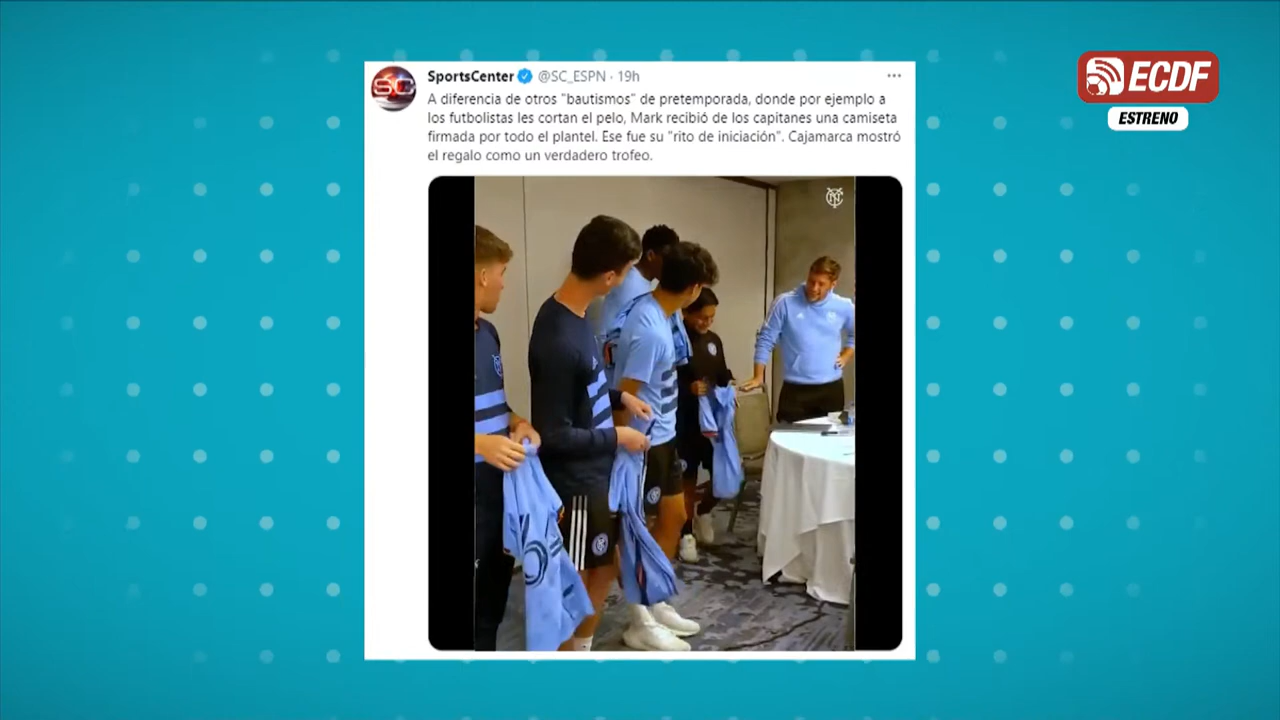 SportsCenter @SC_ESPN · 19h
A diferencia de otros "bautismos" de pretemporada, donde por ejemplo a
los futbolistas les cortan el pelo, Mark recibió de los capitanes una camiseta
firmada por todo el plantel. Ese fue su "rito de iniciación". Cajamarca mostró
el regalo como un verdadero trofeo.
SC
ECDF
ESTRENO
NYC